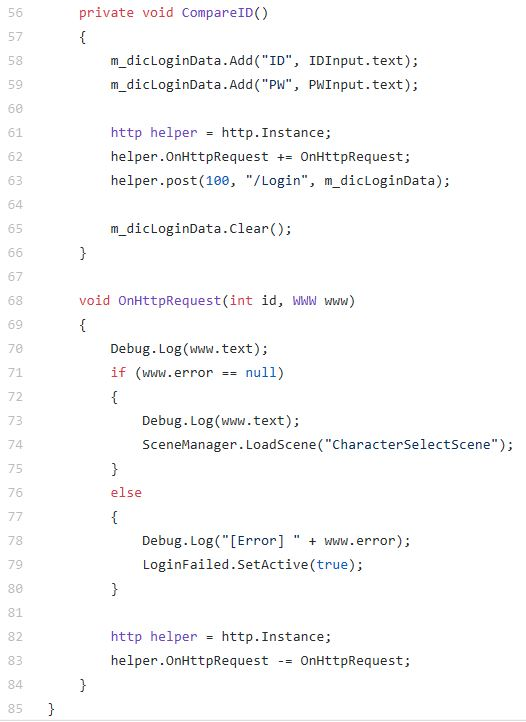 56 private void CompareID()
57 {
58 m_dicLoginData.Add("ID", IDInput.text);
59 m_dicLoginData.Add("PW", PWInput.text);
60
61 http helper = http.Instance;
62 helper.OnHttpRequest += OnHttpRequest;
63 helper.post(100, "/Login", m_dicLoginData);
64
65 m_dicLoginData.Clear();
66 }
67
68 void OnHttpRequest(int id, WWW www)
69 {
70 Debug.Log(www.text);
71 if (www.error == null)
72 {
73 Debug.Log(www.text);
74 SceneManager.LoadScene("CharacterSelectScene");
75 }
76 else
77 {
78 Debug.Log("[Error] " + www.error);
79 LoginFailed.SetActive(true);
80 }
81
82 http helper = http.Instance;
83 helper.OnHttpRequest -= OnHttpRequest;
84 }
85 }